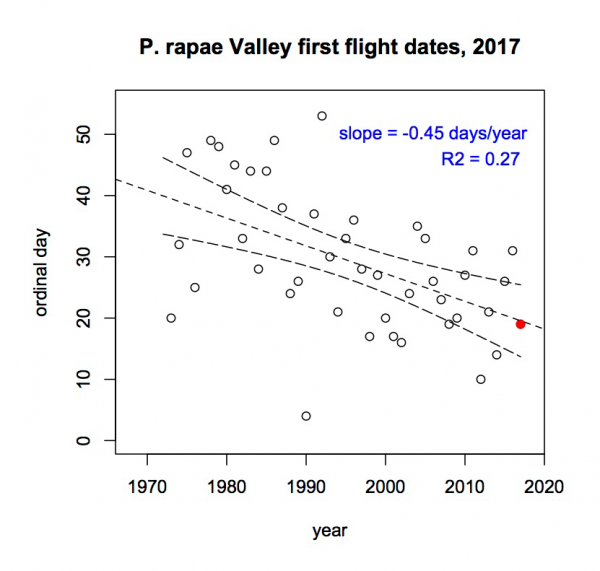 P. rapae Valley first flight dates, 2017
slope = -0.45 days/year
R2 = 0.27
50
40
30
20
10
0
ordinal day
1970 1980 1990 2000 2010 2020
year